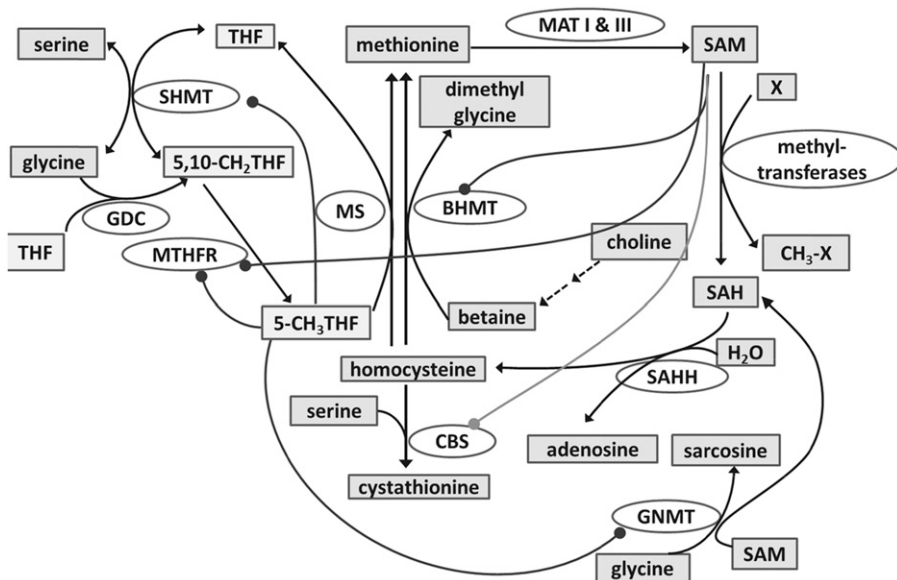 serine
THF
methionine
MAT I & III
SAM
SHMT
dimethyl
glycine
X
glycine
5,10-CH₂THF
methyl-
transferases
GDC
MS
BHMT
THF
MTHFR
choline
CH₃-X
5-CH₃THF
betaine
SAH
homocysteine
H₂O
SAHH
serine
CBS
adenosine
sarcosine
cystathionine
GNMT
glycine
SAM